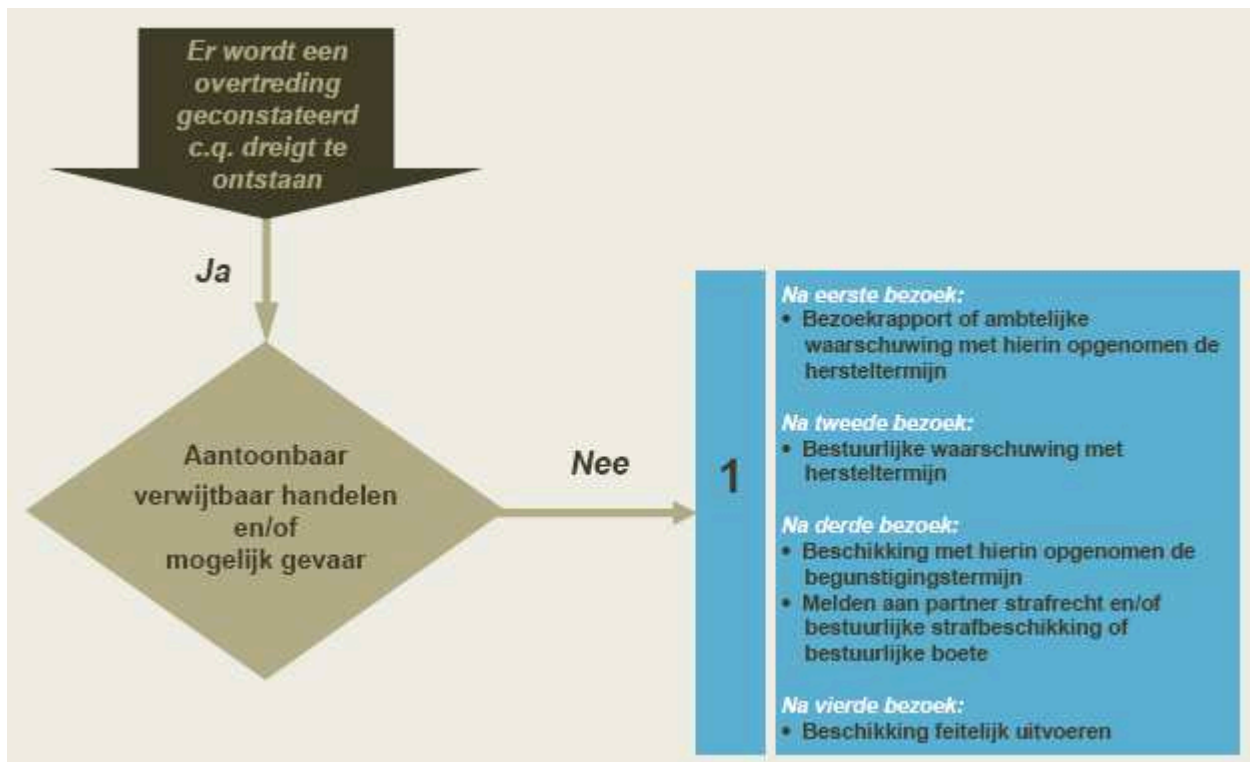 Er wordt een
overtreding
geconstateerd
c.q. dreigt te
ontstaan
Ja
Aantoonbaar
verwijtbaar handelen
en/of
mogelijk gevaar
Nee
1
Na eerste bezoek:
• Bezoekrapport of ambtelijke
waarschuwing met hierin opgenomen de
hersteltermijn
Na tweede bezoek:
• Bestuurlijke waarschuwing met
hersteltermijn
Na derde bezoek:
• Beschikking met hierin opgenomen de
begunstigingstermijn
• Melden aan partner strafrecht en/of
bestuurlijke strafbeschikking of
bestuurlijke boete
Na vierde bezoek:
• Beschikking feitelijk uitvoeren